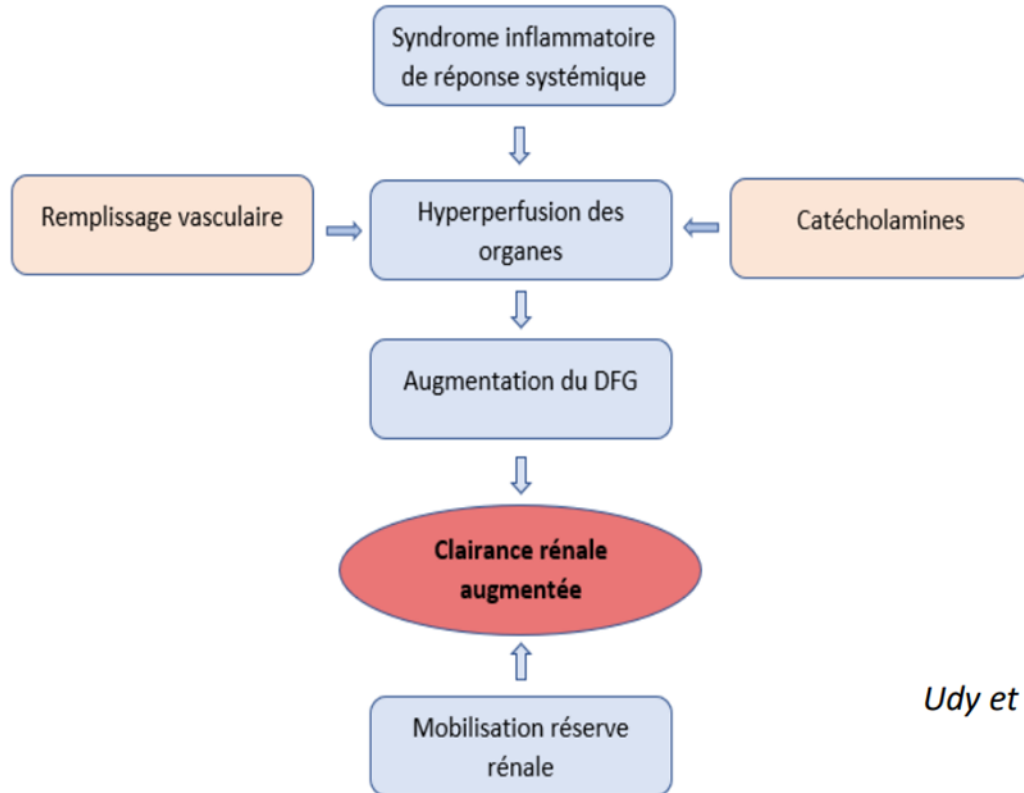 Syndrome inflammatoire
de réponse systémique
Remplissage vasculaire
Hyperperfusion des
organes
Catécholamines
Augmentation du DFG
Clairance rénale
augmentée
Udy et
Mobilisation réserve
rénale